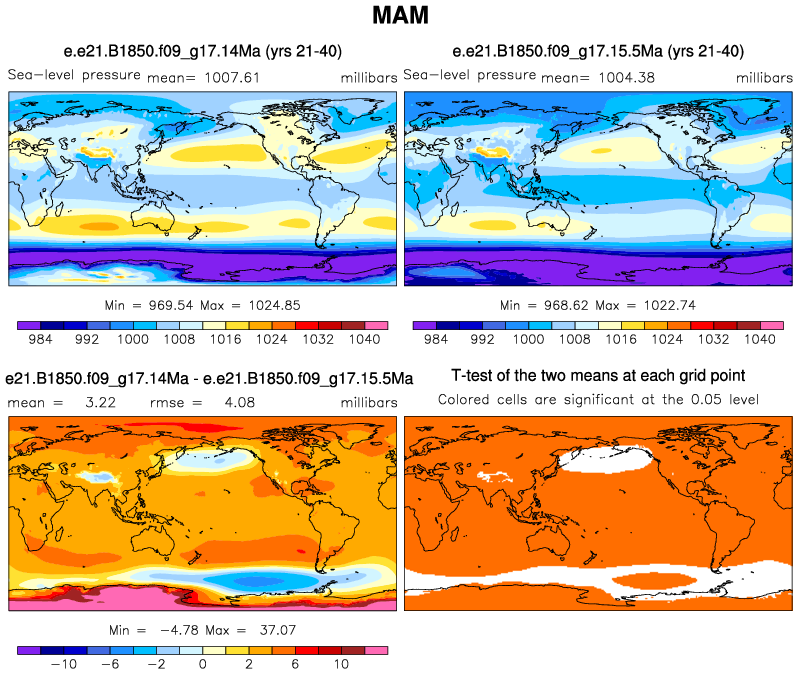 MAM
e.e21.B1850.f09_g17.14Ma (yrs 21-40)
e.e21.B1850.f09_g17.15.5Ma (yrs 21-40)
Sea-level pressure mean= 1007.61 millibars
Sea-level pressure mean= 1004.38 millibars
Min = 969.54 Max = 1024.85
Min = 968.62 Max = 1022.74
984 992 1000 1008 1016 1024 1032 1040
984 992 1000 1008 1016 1024 1032 1040
e21.B1850.f09_g17.14Ma - e.e21.B1850.f09_g17.15.5Ma
T-test of the two means at each grid point
mean = 3.22 rmse = 4.08 millibars
Colored cells are significant at the 0.05 level
Min = -4.78 Max = 37.07
-10 -6 -2 0 2 6 10